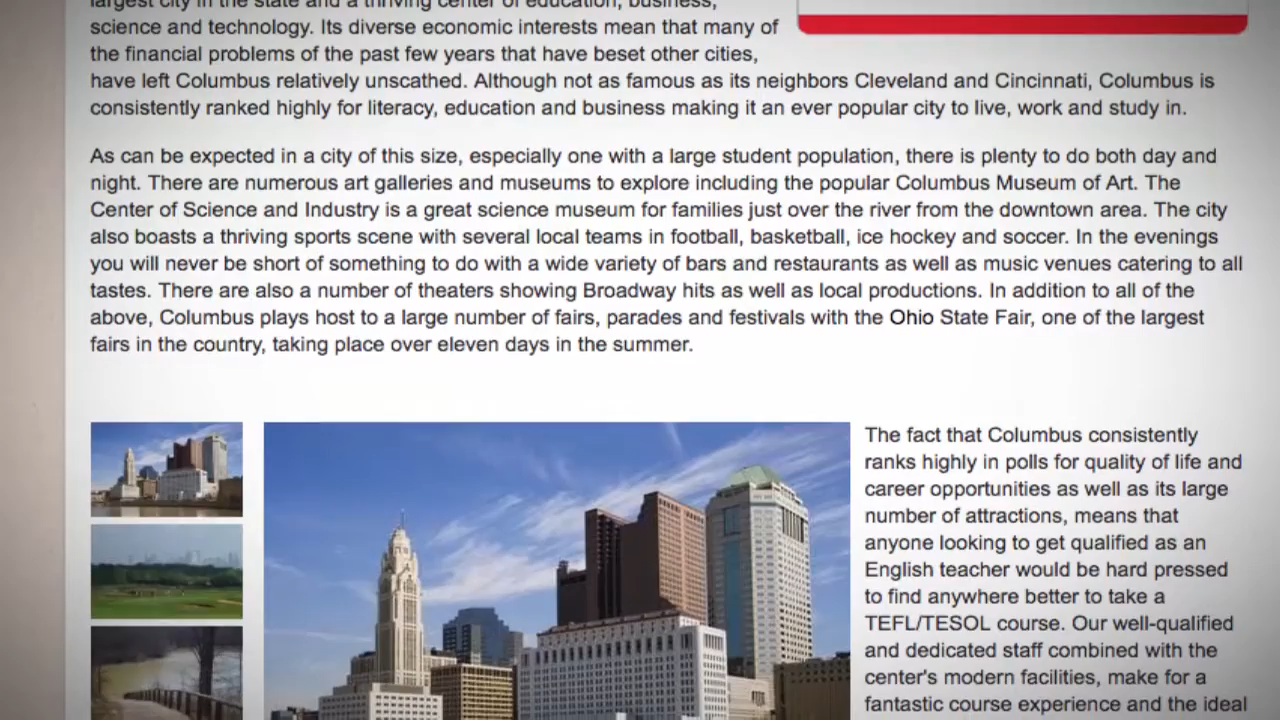 largest city in the state and a thriving center of education, business,
science and technology. Its diverse economic interests mean that many of
the financial problems of the past few years that have beset other cities,
have left Columbus relatively unscathed. Although not as famous as its neighbors Cleveland and Cincinnati, Columbus is
consistently ranked highly for literacy, education and business making it an ever popular city to live, work and study in.
As can be expected in a city of this size, especially one with a large student population, there is plenty to do both day and
night. There are numerous art galleries and museums to explore including the popular Columbus Museum of Art. The
Center of Science and Industry is a great science museum for families just over the river from the downtown area. The city
also boasts a thriving sports scene with several local teams in football, basketball, ice hockey and soccer. In the evenings
you will never be short of something to do with a wide variety of bars and restaurants as well as music venues catering to all
tastes. There are also a number of theaters showing Broadway hits as well as local productions. In addition to all of the
above, Columbus plays host to a large number of fairs, parades and festivals with the Ohio State Fair, one of the largest
fairs in the country, taking place over eleven days in the summer.
The fact that Columbus consistently
ranks highly in polls for quality of life and
career opportunities as well as its large
number of attractions, means that
anyone looking to get qualified as an
English teacher would be hard pressed
to find anywhere better to take a
TEFL/TESOL course. Our well-qualified
and dedicated staff combined with the
center's modern facilities, make for a
fantastic course experience and the ideal